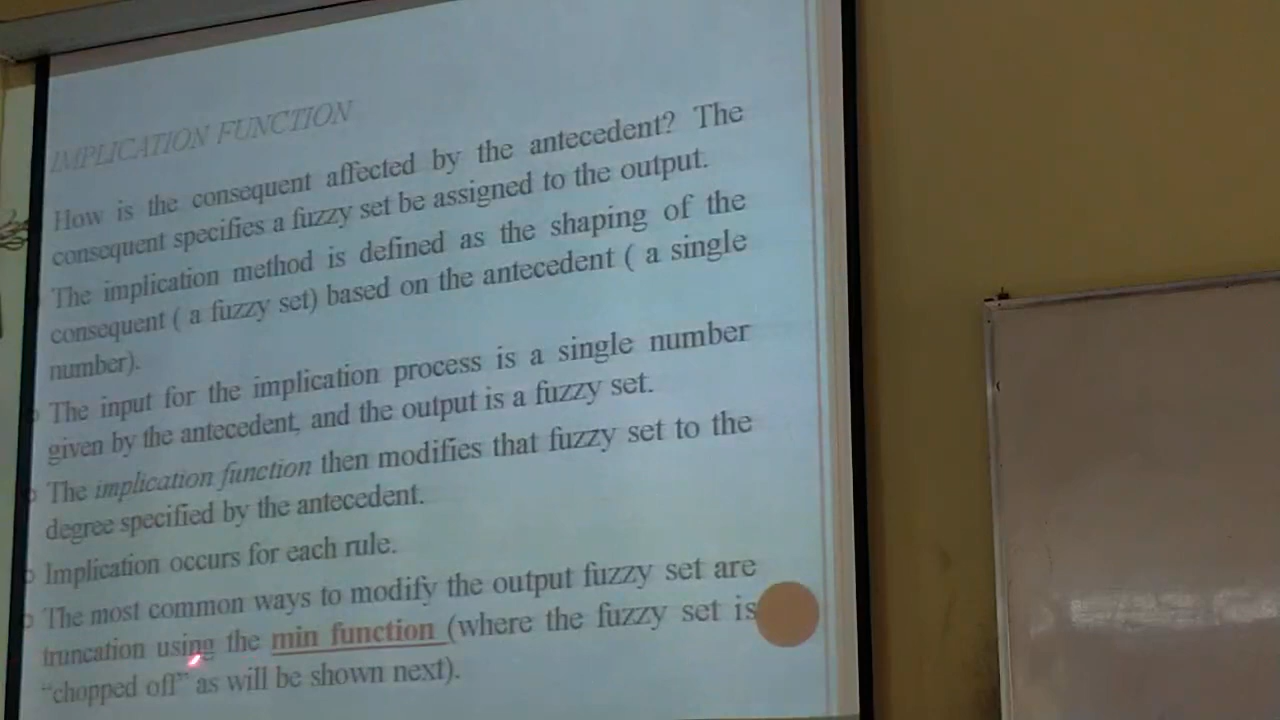 IMPLICATION FUNCTION
How is the consequent affected by the antecedent? The
consequent specifies a fuzzy set be assigned to the output.
The implication method is defined as the shaping of the
consequent ( a fuzzy set) based on the antecedent ( a single
number).
The input for the implication process is a single number
given by the antecedent, and the output is a fuzzy set.
The implication function then modifies that fuzzy set to the
degree specified by the antecedent.
Implication occurs for each rule.
The most common ways to modify the output fuzzy set are
truncation using the min function (where the fuzzy set is
“chopped off” as will be shown next).